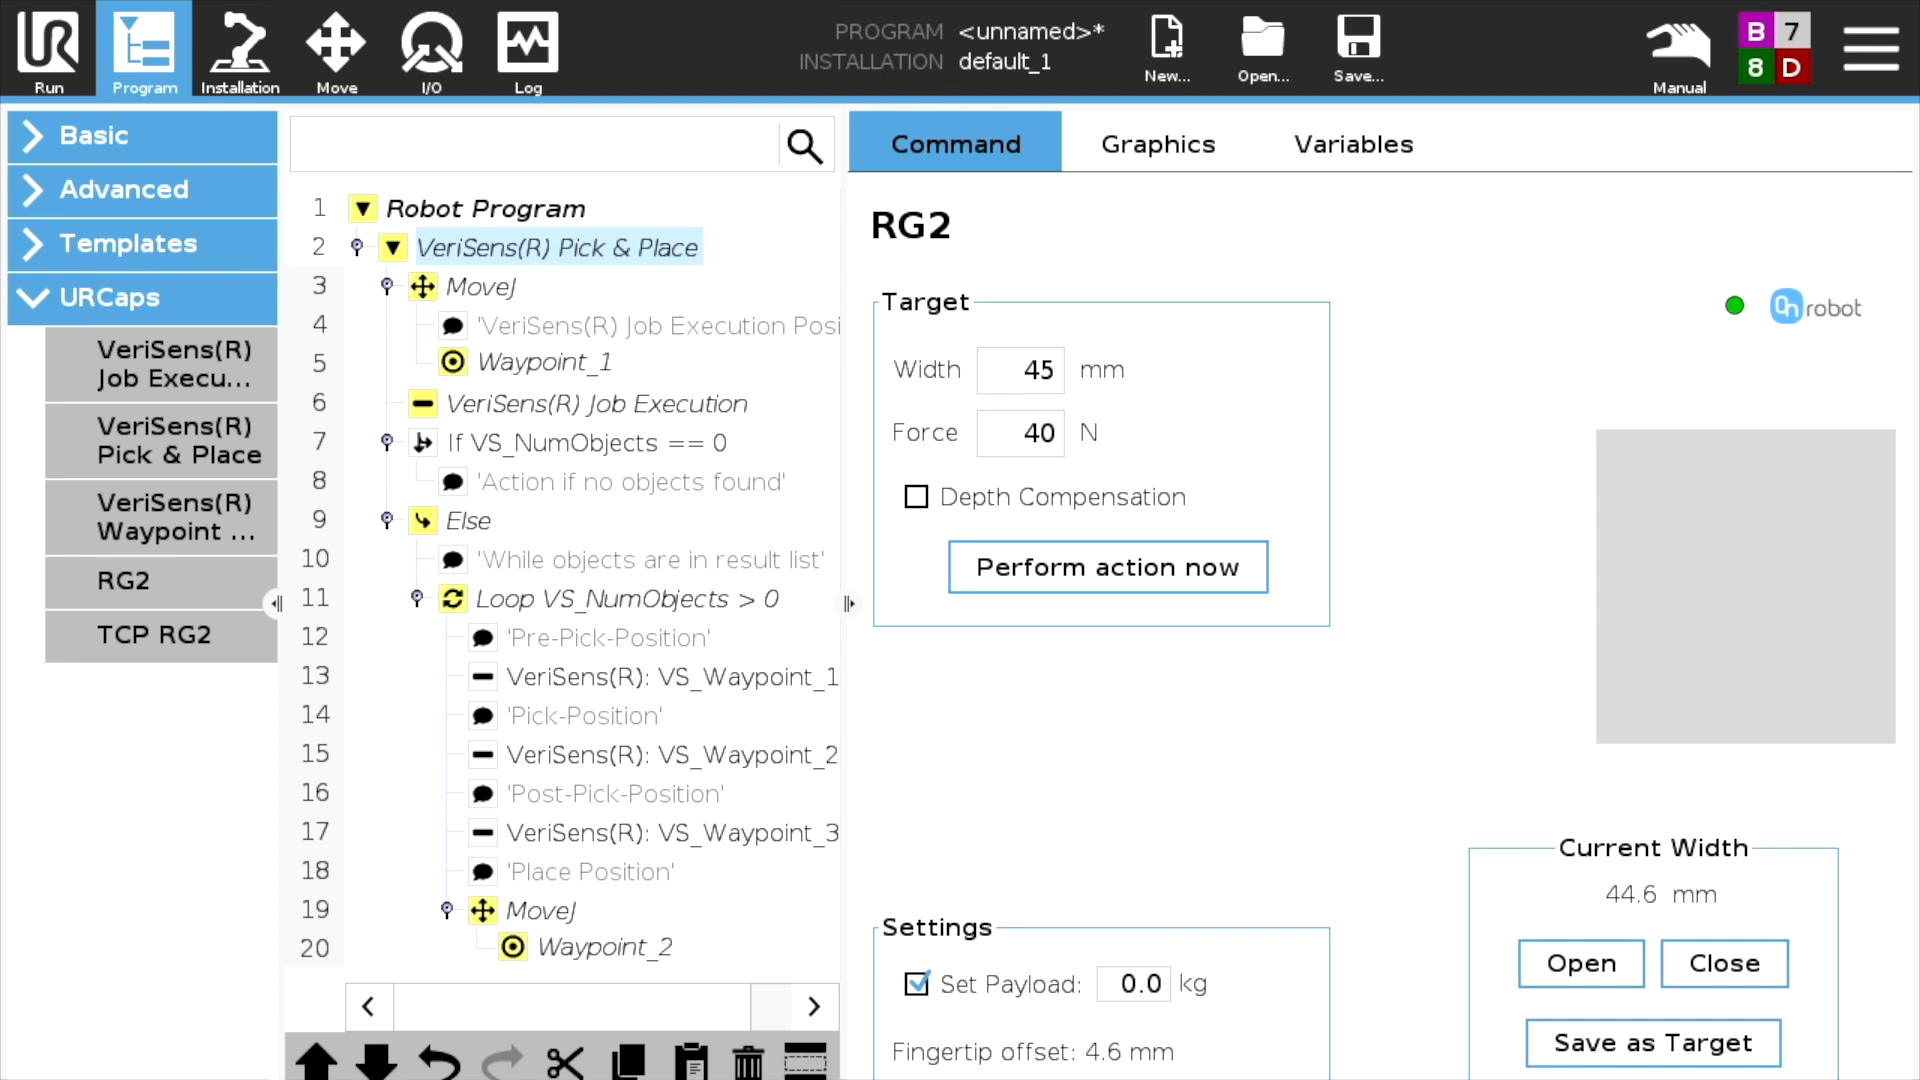 PROGRAM <unnamed>*
INSTALLATION default_1
Run
Program
Installation
Move
I/O
Log
New...
Open...
Save...
Manual
B 7
8 D
Basic
Advanced
Templates
URCaps
VeriSens(R)
Job Execu...
VeriSens(R)
Pick & Place
VeriSens(R)
Waypoint ...
RG2
TCP RG2
1 Robot Program
2 VeriSens(R) Pick & Place
3 MoveJ
4 'VeriSens(R) Job Execution Posi
5 Waypoint_1
6 VeriSens(R) Job Execution
7 If VS_NumObjects == 0
8 'Action if no objects found'
9 Else
10 'While objects are in result list'
11 Loop VS_NumObjects > 0
12 'Pre-Pick-Position'
13 VeriSens(R): VS_Waypoint_1
14 'Pick-Position'
15 VeriSens(R): VS_Waypoint_2
16 'Post-Pick-Position'
17 VeriSens(R): VS_Waypoint_3
18 'Place Position'
19 MoveJ
20 Waypoint_2
Command Graphics Variables
RG2
Target
Width 45 mm
Force 40 N
Depth Compensation
Perform action now
On robot
Settings
Set Payload: 0.0 kg
Fingertip offset: 4.6 mm
Current Width
44.6 mm
Open Close
Save as Target